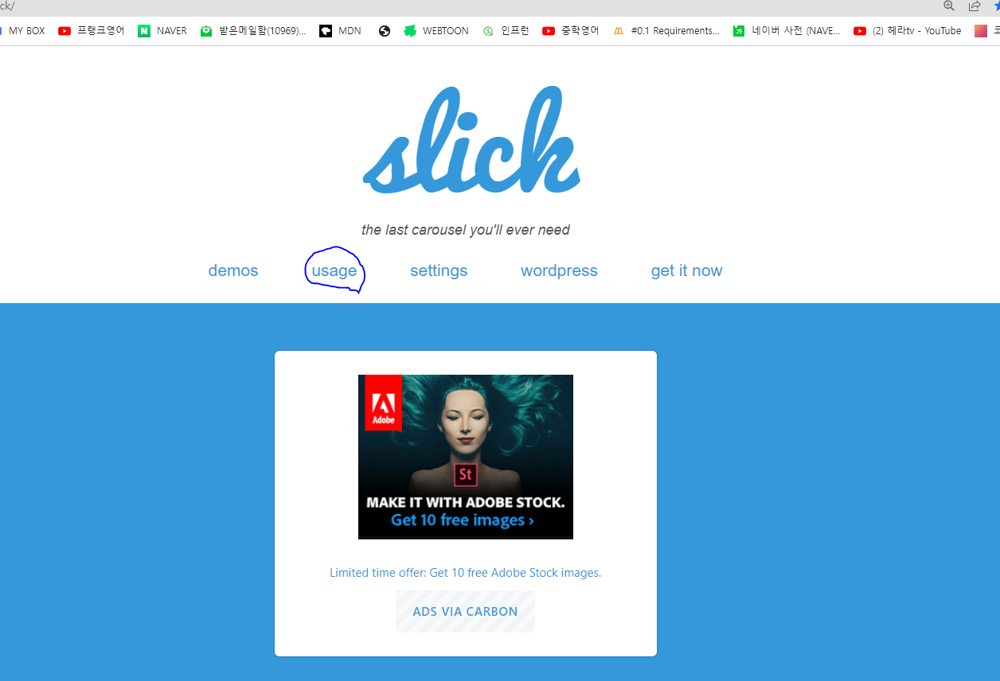 ck/
MY BOX 프랭크영어 NAVER 받은메일함(10969)... MDN WEBTOON 인프런 중학영어 #0.1 Requirements... 네이버 사전 (NAVE... (2) 헤라tv - YouTube 코
slick
the last carousel you'll ever need
demos usage settings wordpress get it now
Adobe
St
MAKE IT WITH ADOBE STOCK.
Get 10 free images ›
Limited time offer: Get 10 free Adobe Stock images.
ADS VIA CARBON